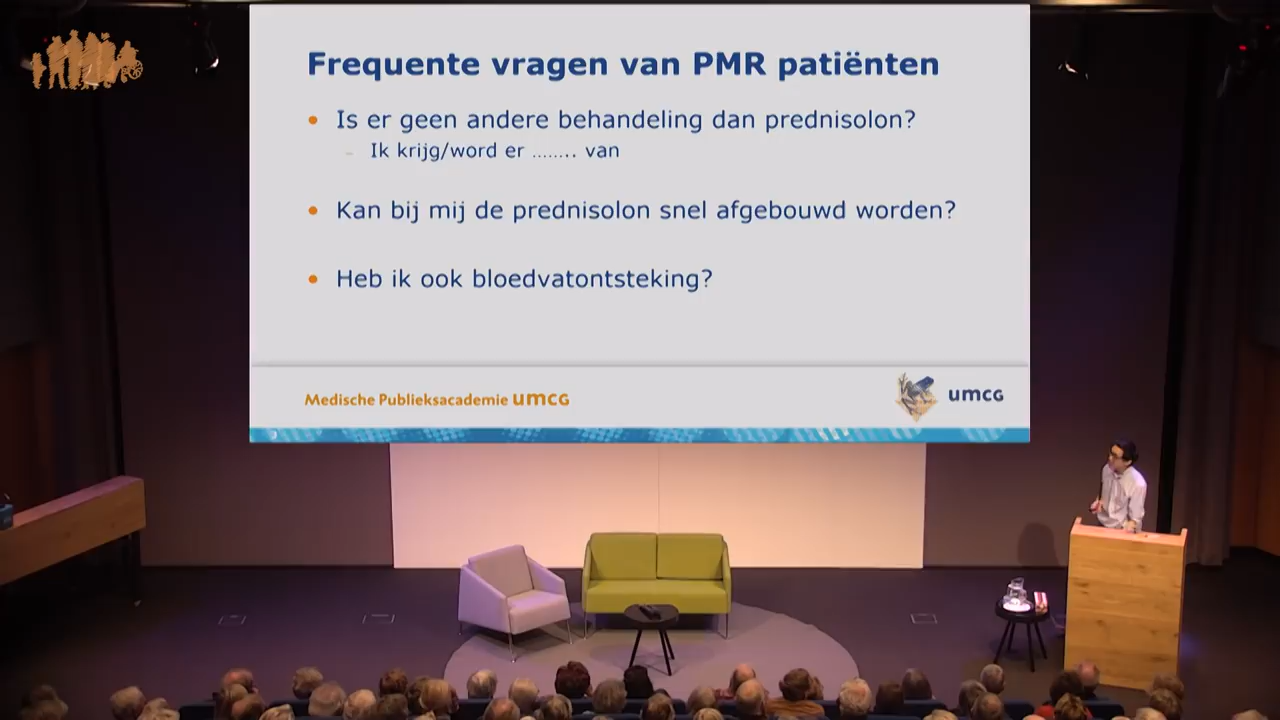 Frequente vragen van PMR patiënten
• Is er geen andere behandeling dan prednisolon?
– Ik krijg/word er …….. van
• Kan bij mij de prednisolon snel afgebouwd worden?
• Heb ik ook bloedvatontsteking?
Medische Publieksacademie umcg
umcg